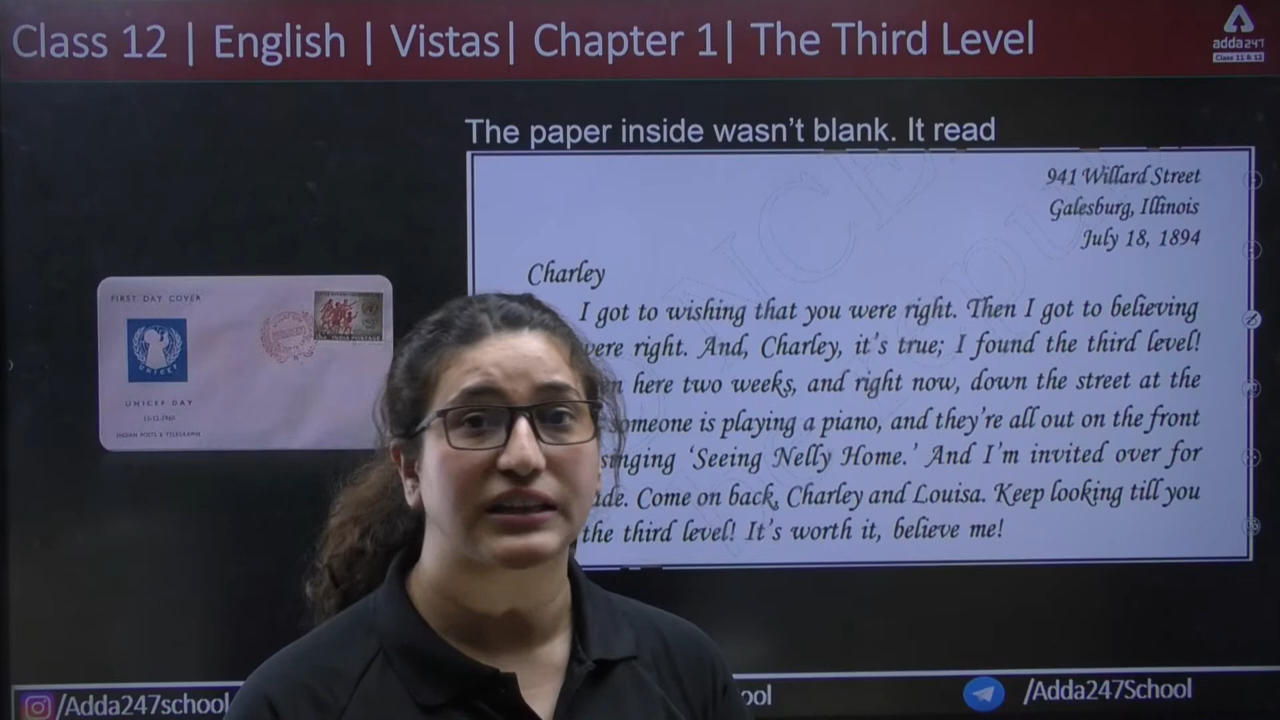 Class 12 | English | Vistas| Chapter 1| The Third Level
adda247
Class 11 & 12
The paper inside wasn't blank. It read
941 Willard Street
Galesburg, Illinois
July 18, 1894
Charley
I got to wishing that you were right. Then I got to believing
were right. And, Charley, it's true; I found the third level!
here two weeks, and right now, down the street at the
someone is playing a piano, and they're all out on the front
singing 'Seeing Nelly Home.' And I'm invited over for
Come on back, Charley and Louisa. Keep looking till you
the third level! It's worth it, believe me!
FIRST DAY COVER
UNICEF
UNICEF DAY
INDIAN POSTS & TELEGRAPHS
/Adda247school
/Adda247School